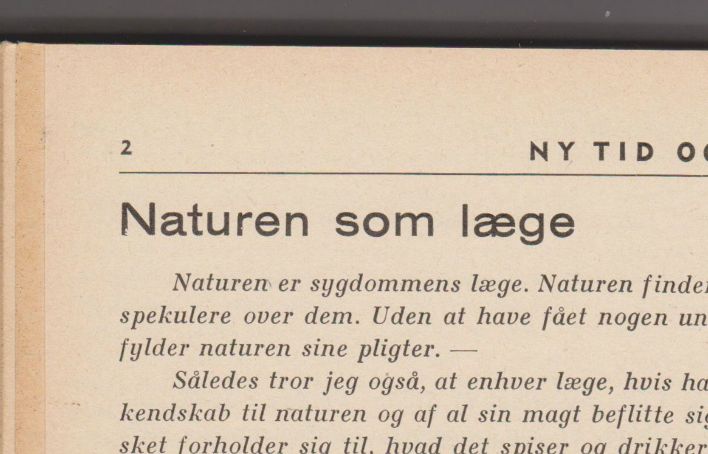 2
NY TID O
Naturen som læge
Naturen er sygdommens læge. Naturen finder
spekulere over dem. Uden at have fået nogen un
fylder naturen sine pligter. —
Således tror jeg også, at enhver læge, hvis ha
kendskab til naturen og af al sin magt beflitte sig
sket forholder sig til, hvad det spiser og drikker